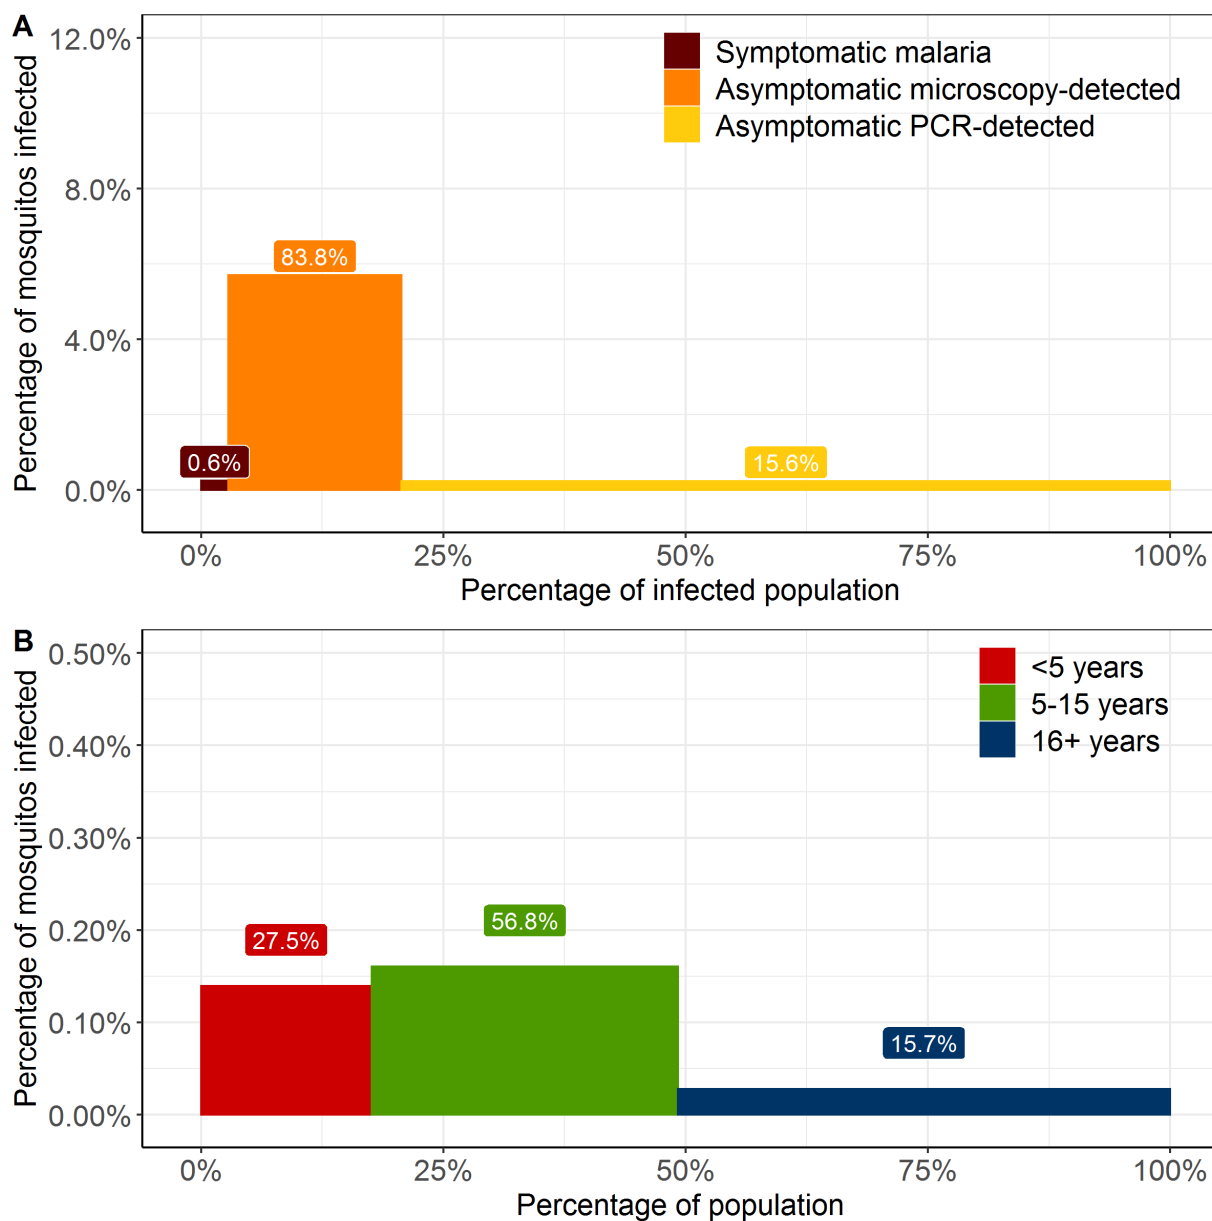 A
Percentage of mosquitos infected
12.0%
8.0%
4.0%
0.0%
Symptomatic malaria
Asymptomatic microscopy-detected
Asymptomatic PCR-detected
83.8%
0.6%
15.6%
0%
25%
50%
75%
100%
Percentage of infected population
B
Percentage of mosquitos infected
0.50%
0.40%
0.30%
0.20%
0.10%
0.00%
<5 years
5-15 years
16+ years
27.5%
56.8%
15.7%
0%
25%
50%
75%
100%
Percentage of population